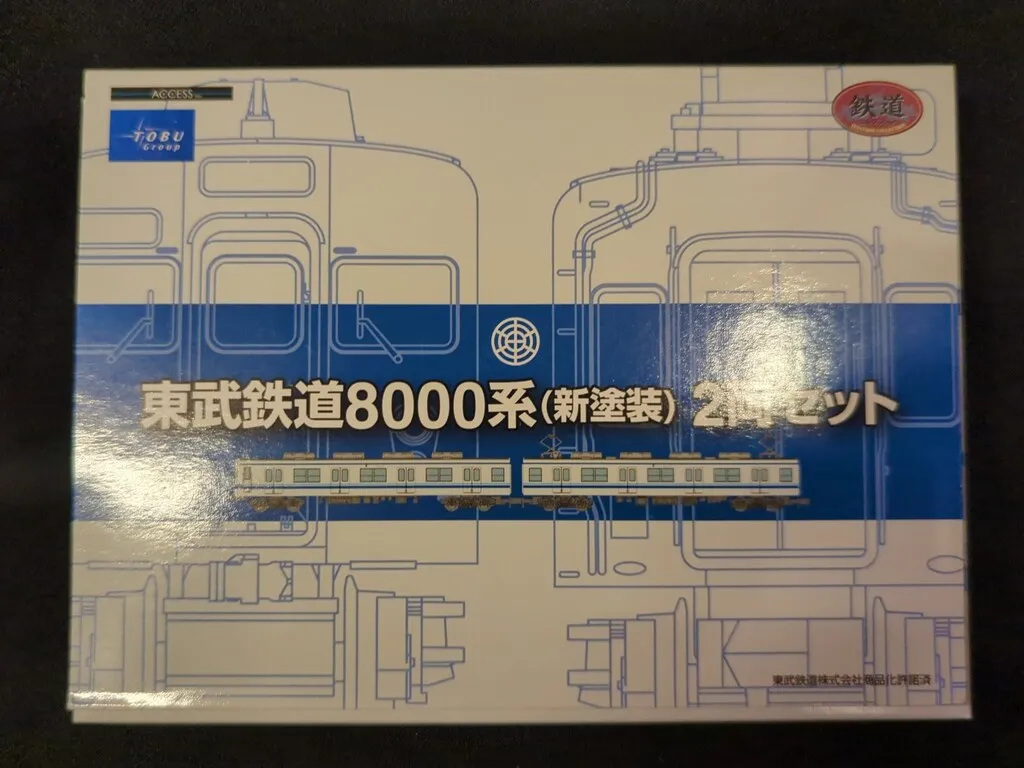 ACCESS
TOBU
Group
鉄道
東武鉄道8000系(新塗装) 2両セット
東武鉄道株式会社商品化許諾済